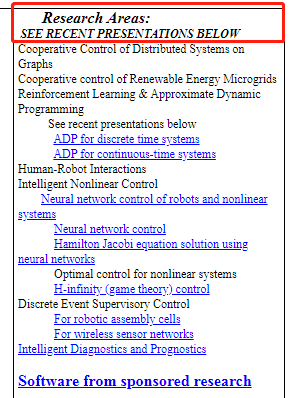 Research Areas:
SEE RECENT PRESENTATIONS BELOW
Cooperative Control of Distributed Systems on
Graphs
Cooperative control of Renewable Energy Microgrids
Reinforcement Learning & Approximate Dynamic
Programming
See recent presentations below
ADP for discrete time systems
ADP for continuous-time systems
Human-Robot Interactions
Intelligent Nonlinear Control
Neural network control of robots and nonlinear
systems
Neural network control
Hamilton Jacobi equation solution using
neural networks
Optimal control for nonlinear systems
H-infinity (game theory) control
Discrete Event Supervisory Control
For robotic assembly cells
For wireless sensor networks
Intelligent Diagnostics and Prognostics
Software from sponsored research